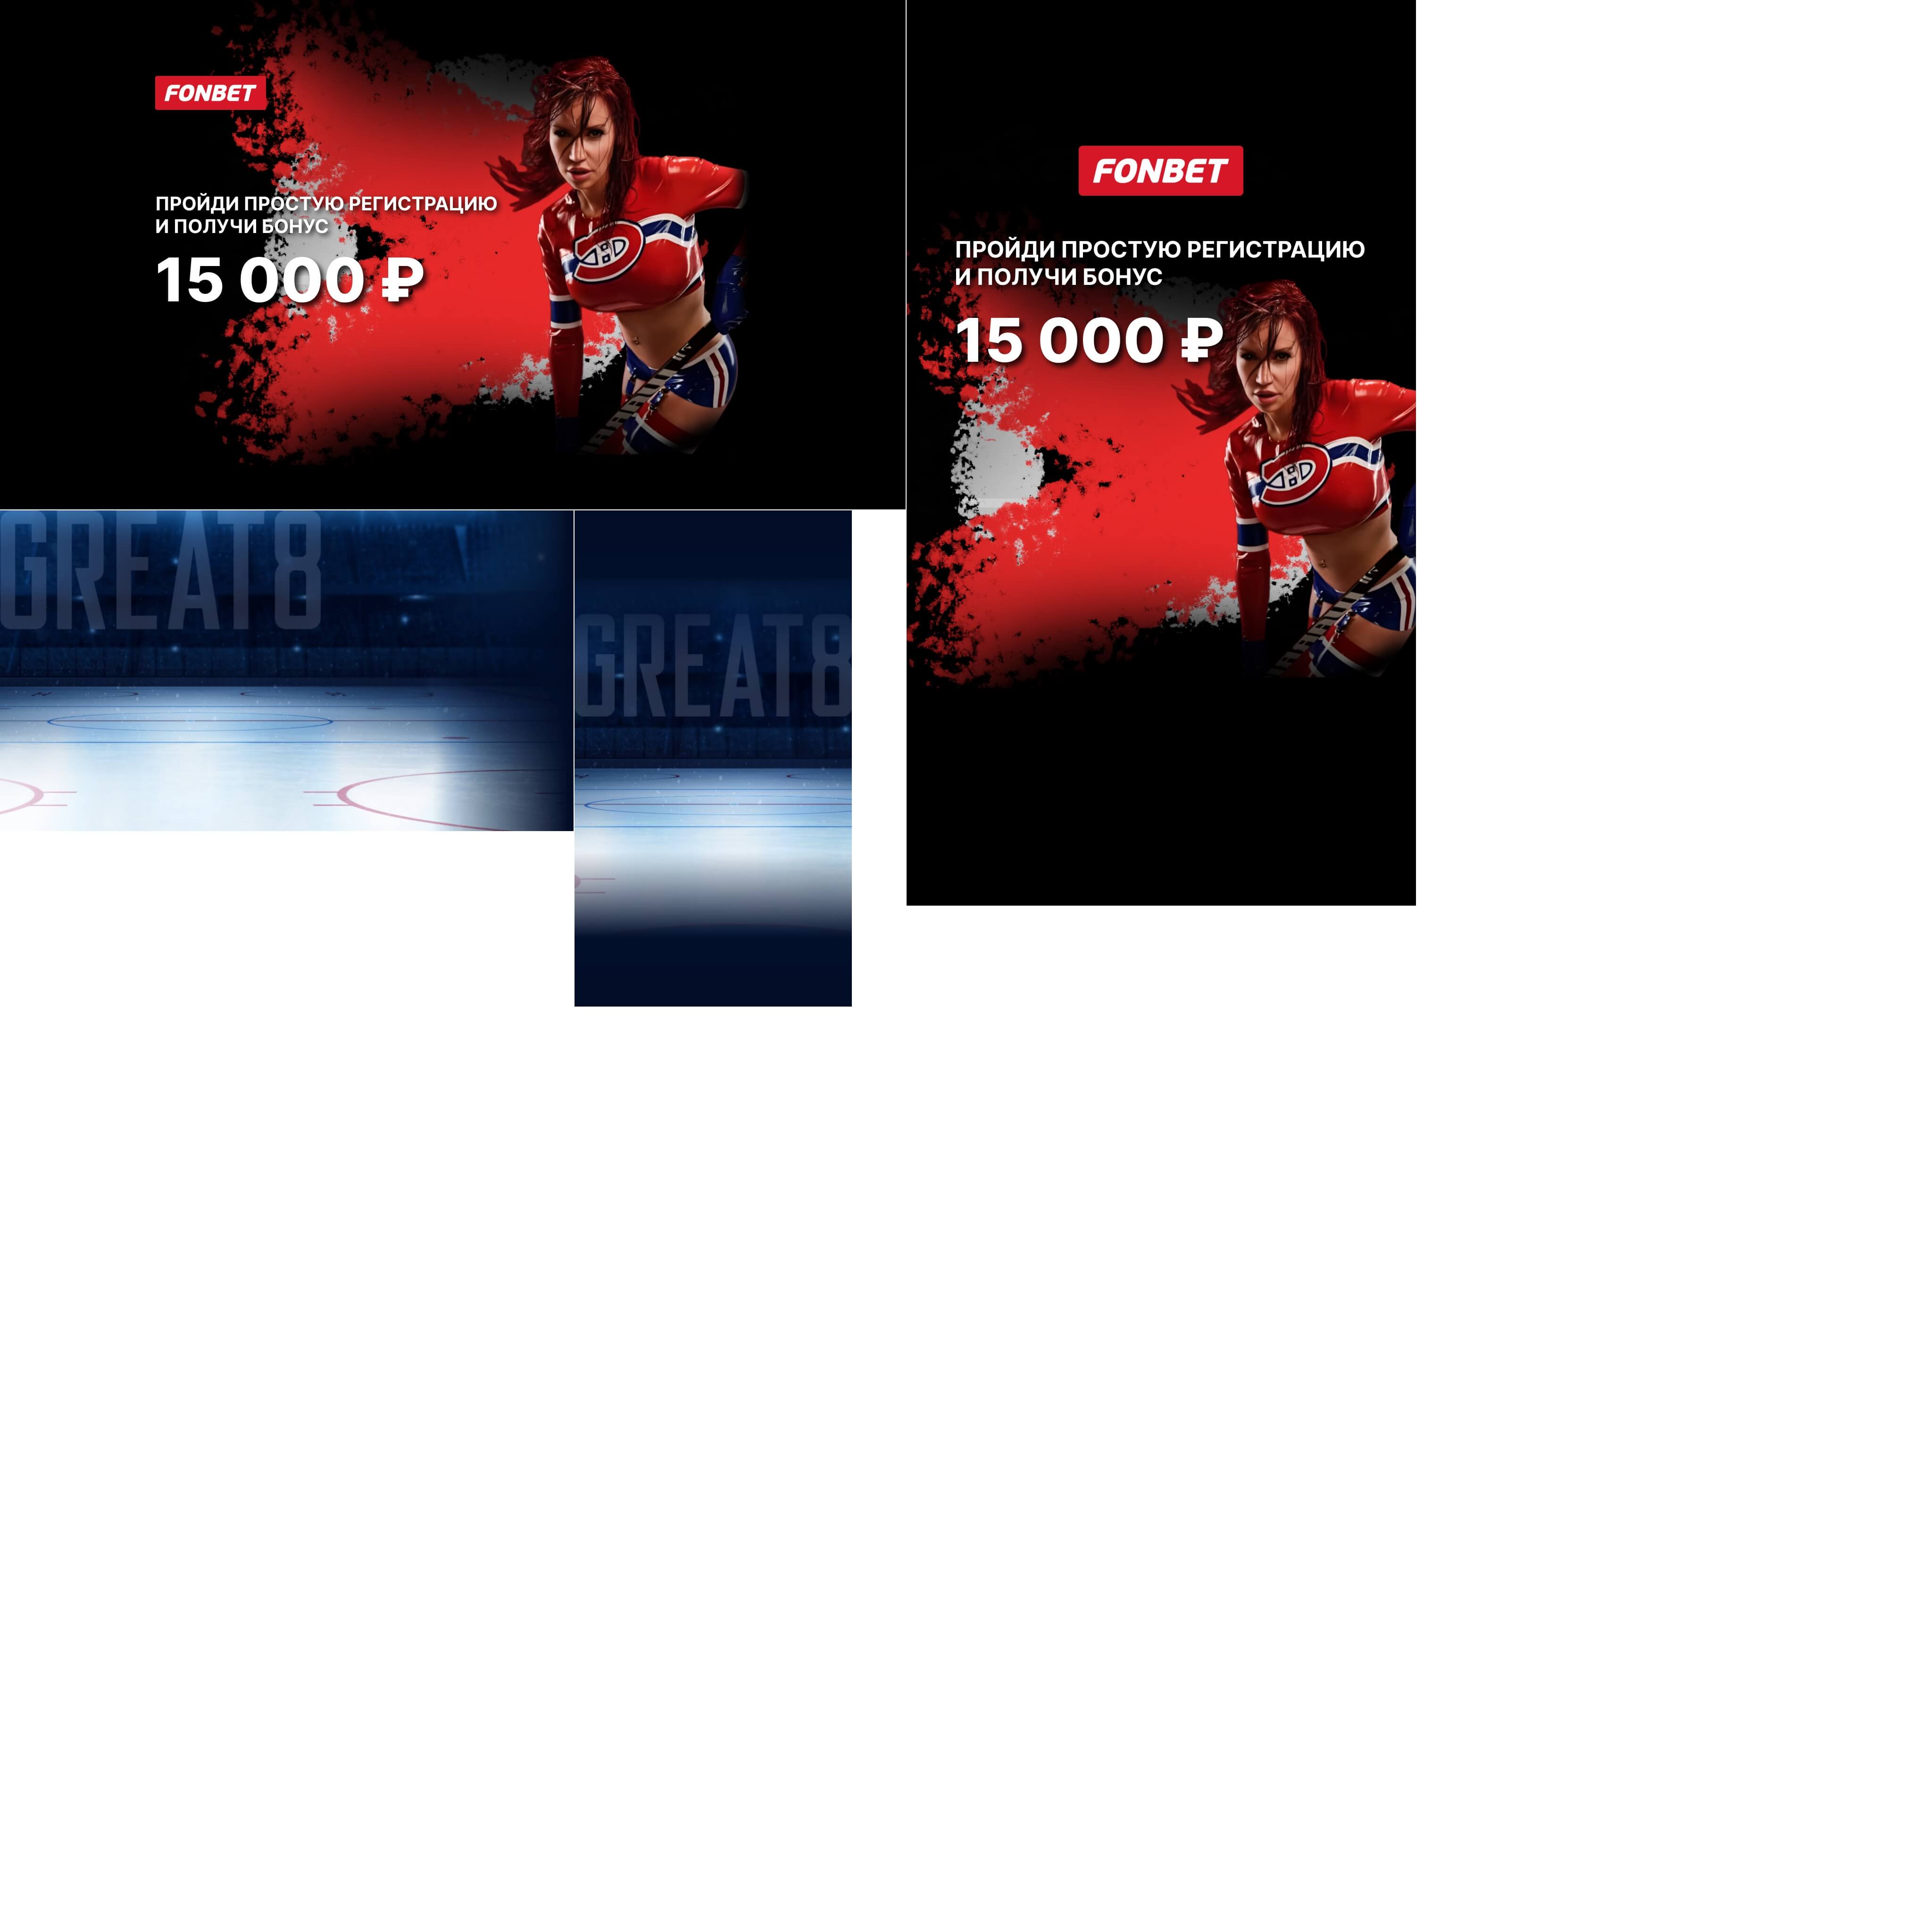 FONBET
ПРОЙДИ ПРОСТУЮ РЕГИСТРАЦИЮ
И ПОЛУЧИ БОНУС
15 000 ₽
FONBET
ПРОЙДИ ПРОСТУЮ РЕГИСТРАЦИЮ
И ПОЛУЧИ БОНУС
15 000 ₽
GREAT8
GREAT8